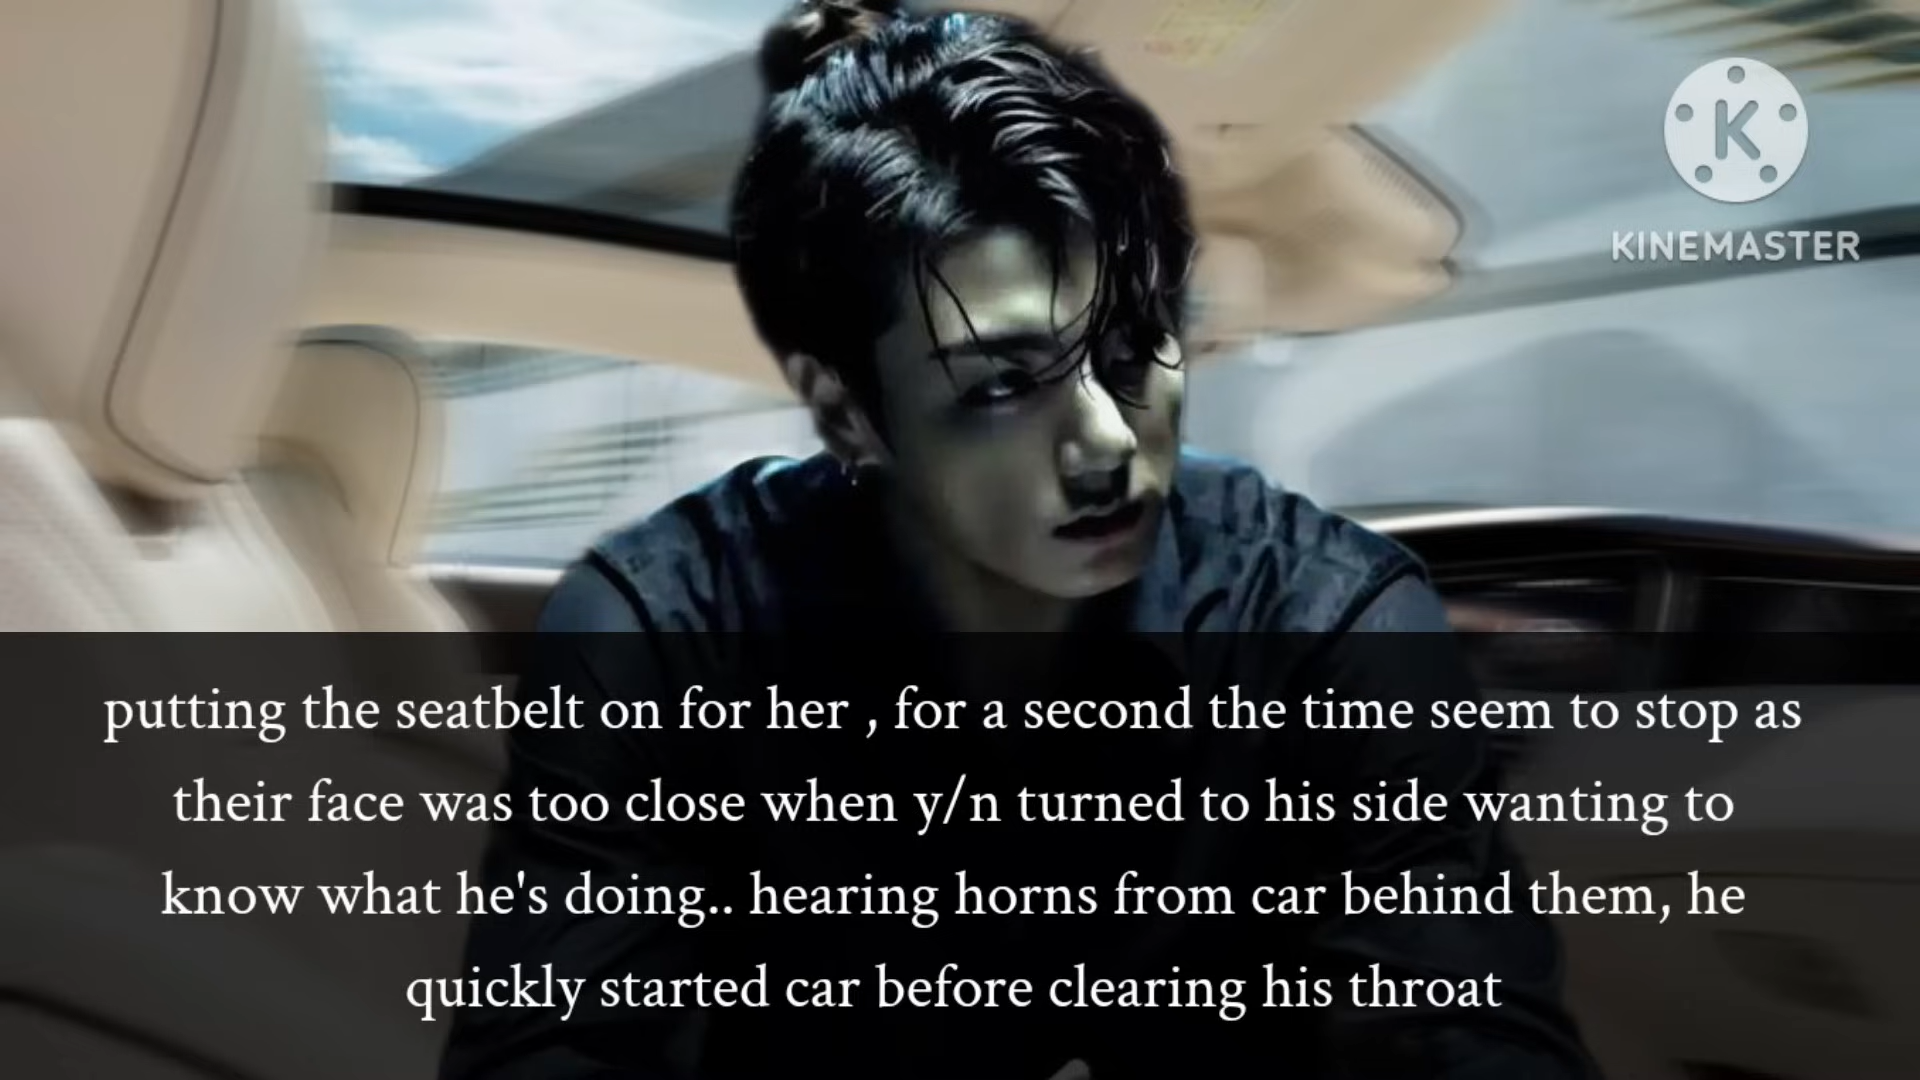 KINEMASTER
putting the seatbelt on for her , for a second the time seem to stop as
their face was too close when y/n turned to his side wanting to
know what he's doing.. hearing horns from car behind them, he
quickly started car before clearing his throat